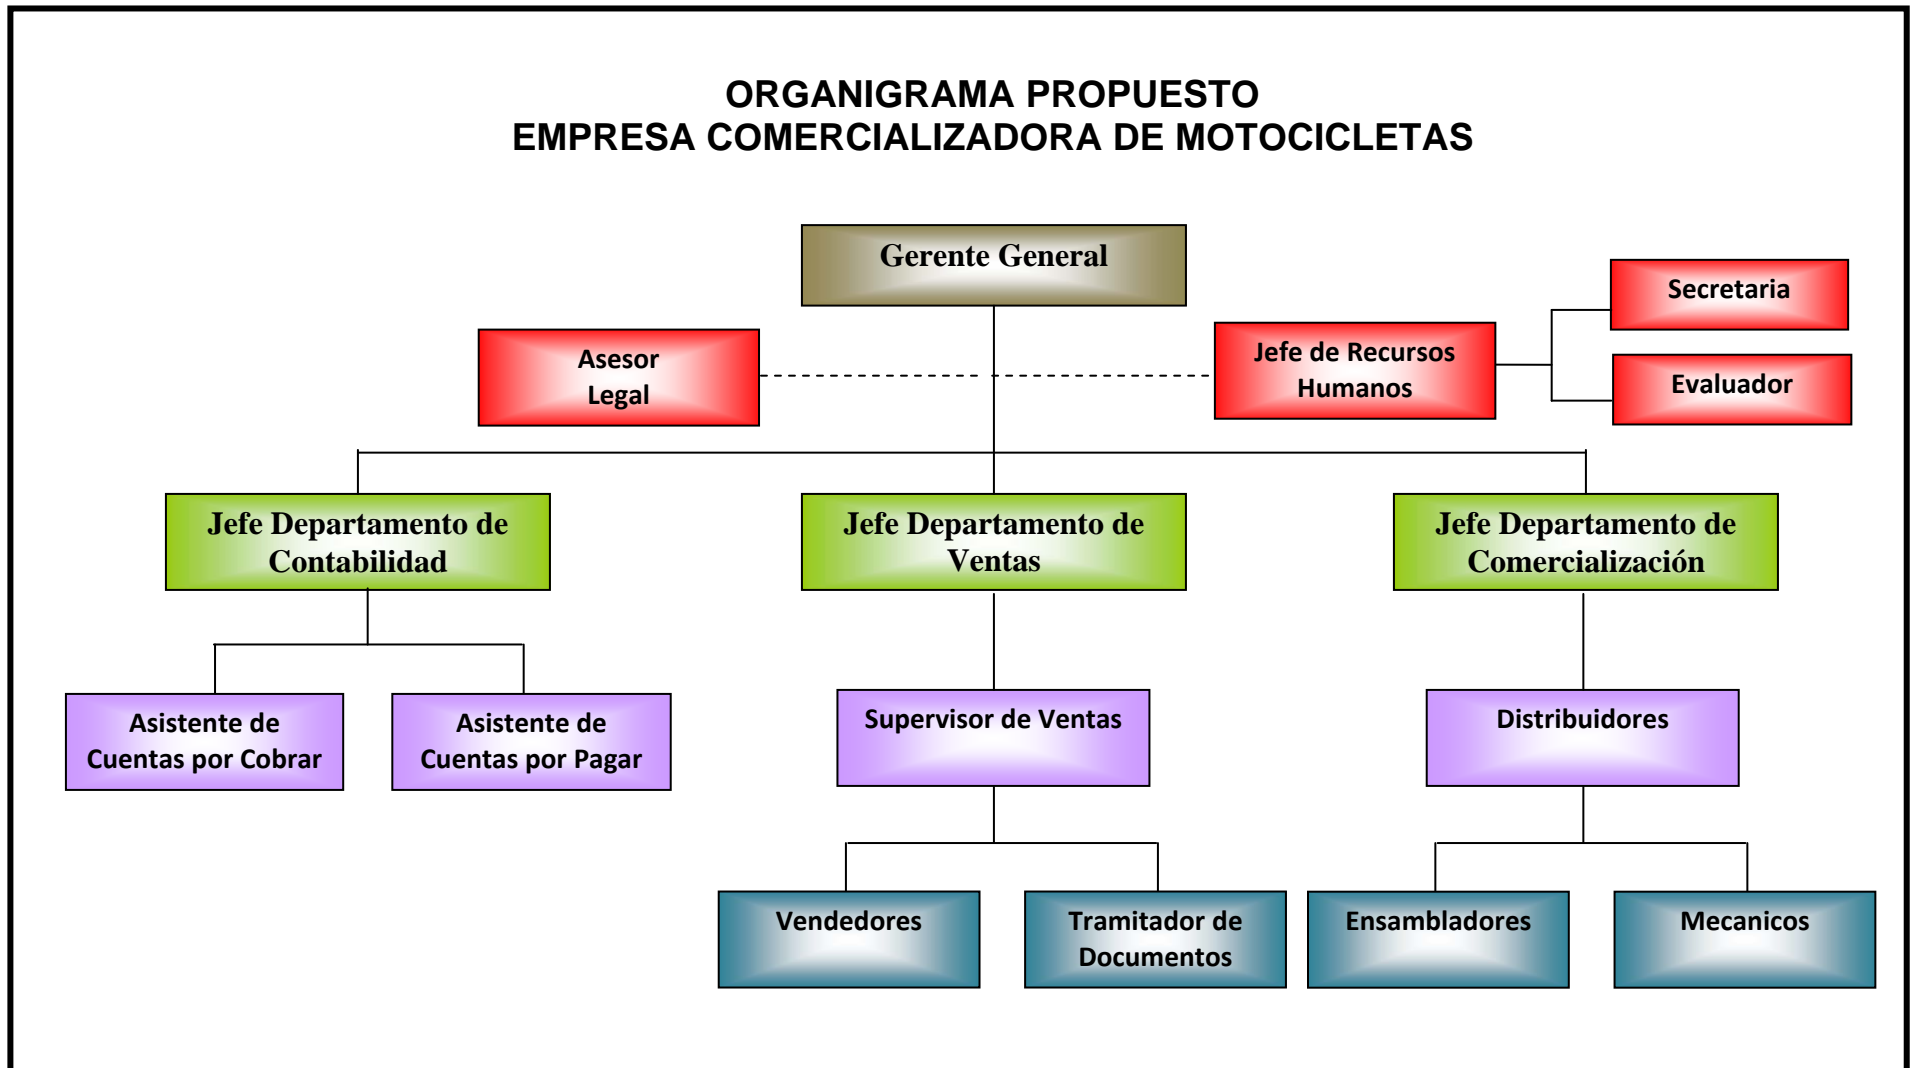 ORGANIGRAMA PROPUESTO
EMPRESA COMERCIALIZADORA DE MOTOCICLETAS
Gerente General
Asesor
Legal
Jefe de Recursos
Humanos
Secretaria
Evaluador
Jefe Departamento de
Contabilidad
Jefe Departamento de
Ventas
Jefe Departamento de
Comercialización
Asistente de
Cuentas por Cobrar
Asistente de
Cuentas por Pagar
Supervisor de Ventas
Distribuidores
Vendedores
Tramitador de
Documentos
Ensambladores
Mecanicos